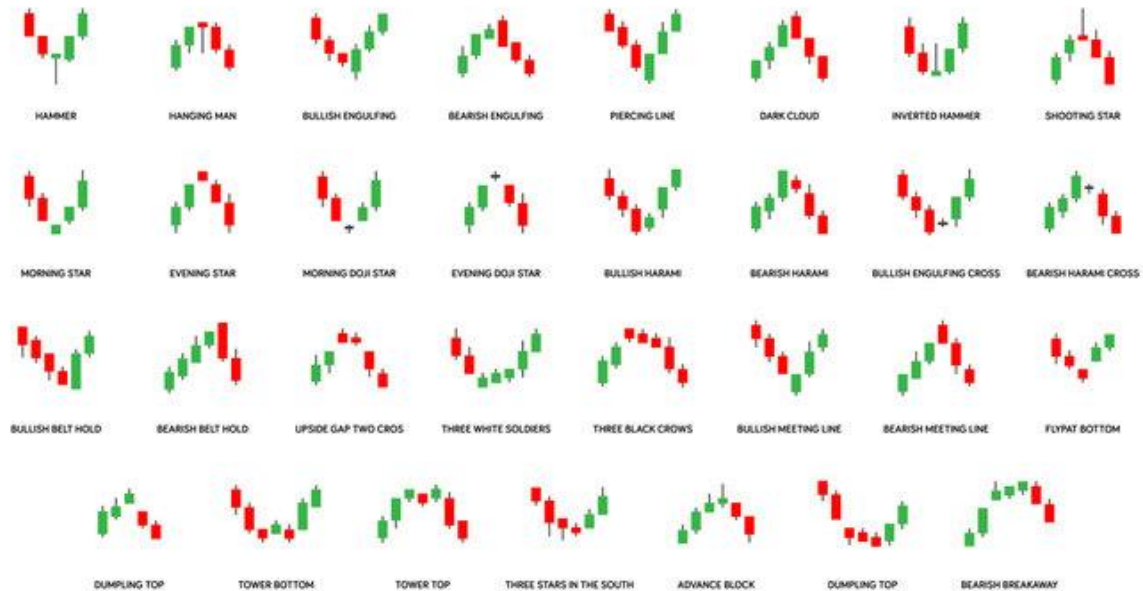 HAMMER
HANGING MAN
BULLISH ENGULFING
BEARISH ENGULFING
PIERCING LINE
DARK CLOUD
INVERTED HAMMER
SHOOTING STAR
MORNING STAR
EVENING STAR
MORNING DOJI STAR
EVENING DOJI STAR
BULLISH HARAMI
BEARISH HARAMI
BULLISH ENGULFING CROSS
BEARISH HARAMI CROSS
BULLISH BELT HOLD
BEARISH BELT HOLD
UPSIDE GAP TWO CROS
THREE WHITE SOLDIERS
THREE BLACK CROWS
BULLISH MEETING LINE
BEARISH MEETING LINE
FLYPAT BOTTOM
DUMPLING TOP
TOWER BOTTOM
TOWER TOP
THREE STARS IN THE SOUTH
ADVANCE BLOCK
DUMPLING TOP
BEARISH BREAKAWAY